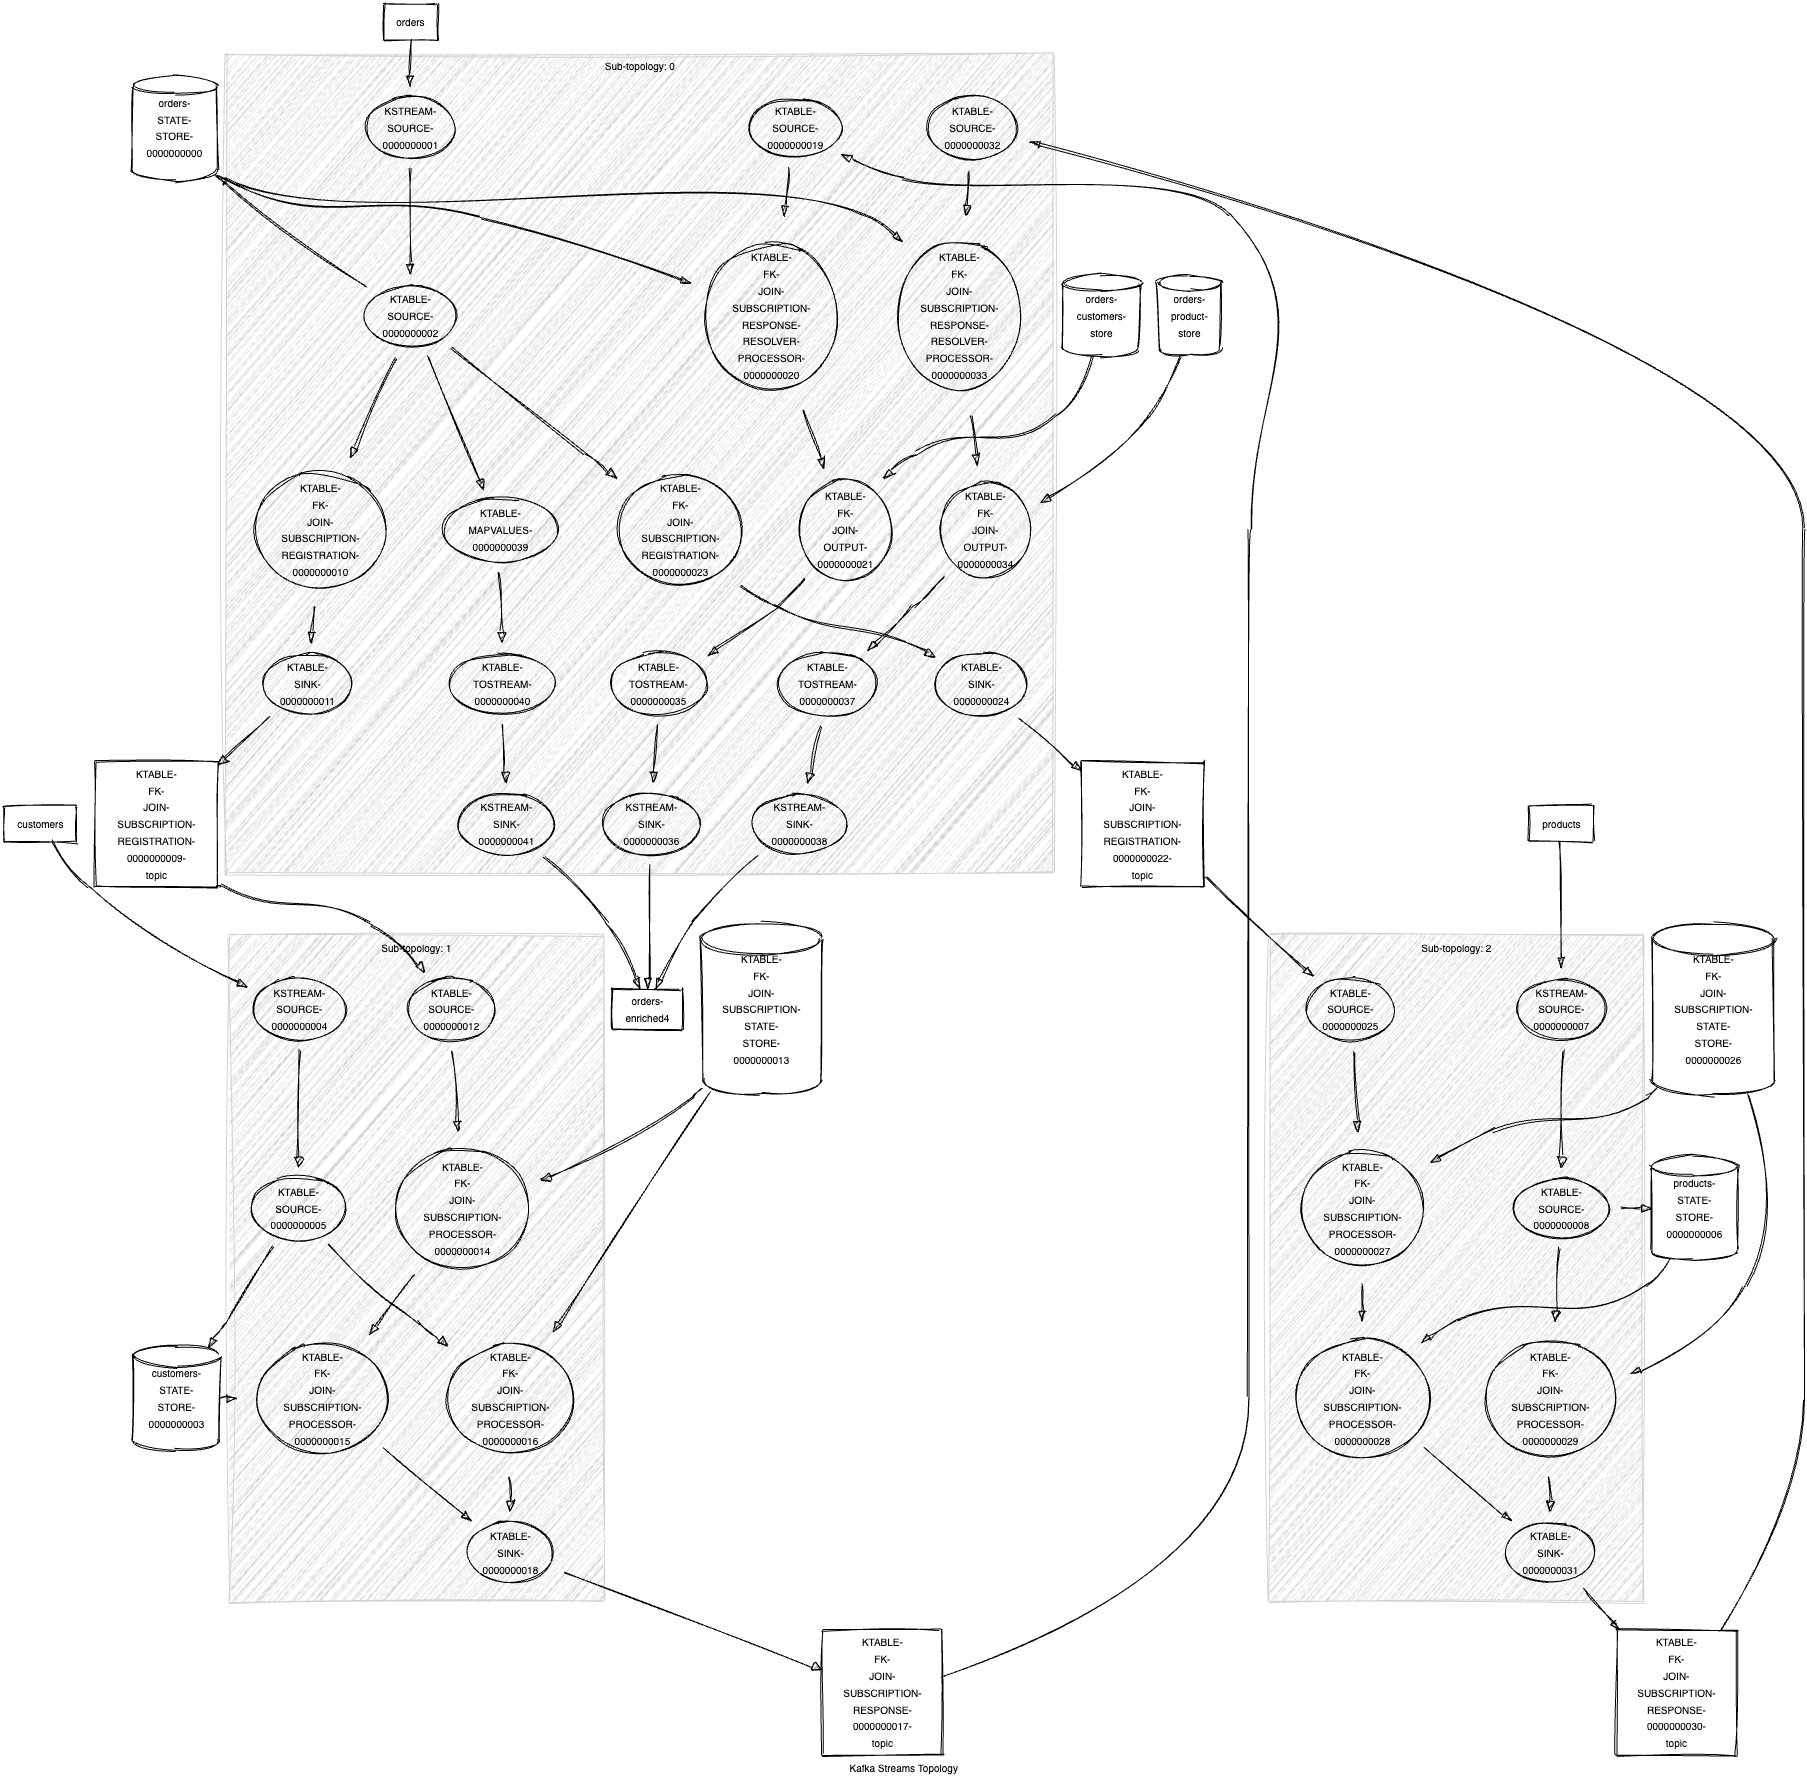 orders
Sub-topology: 0
orders-
STATE-
STORE-
0000000000
KSTREAM-
SOURCE-
0000000001
KTABLE-
SOURCE-
0000000019
KTABLE-
SOURCE-
0000000032
KTABLE-
SOURCE-
0000000002
KTABLE-
FK-
JOIN-
SUBSCRIPTION-
RESPONSE-
RESOLVER-
PROCESSOR-
0000000020
KTABLE-
FK-
JOIN-
SUBSCRIPTION-
RESPONSE-
RESOLVER-
PROCESSOR-
0000000033
orders-
customers-
store
orders-
product-
store
KTABLE-
FK-
JOIN-
SUBSCRIPTION-
REGISTRATION-
0000000010
KTABLE-
MAPVALUES-
0000000039
KTABLE-
FK-
JOIN-
SUBSCRIPTION-
REGISTRATION-
0000000023
KTABLE-
FK-
JOIN-
OUTPUT-
0000000021
KTABLE-
FK-
JOIN-
OUTPUT-
0000000034
KTABLE-
SINK-
0000000011
KTABLE-
TOSTREAM-
0000000040
KTABLE-
TOSTREAM-
0000000035
KTABLE-
TOSTREAM-
0000000037
KTABLE-
SINK-
0000000024
customers
KTABLE-
FK-
JOIN-
SUBSCRIPTION-
REGISTRATION-
0000000009-
topic
KSTREAM-
SINK-
0000000041
KSTREAM-
SINK-
0000000036
KSTREAM-
SINK-
0000000038
KTABLE-
FK-
JOIN-
SUBSCRIPTION-
REGISTRATION-
0000000022-
topic
products
Sub-topology: 1
KSTREAM-
SOURCE-
0000000004
KTABLE-
SOURCE-
0000000012
orders-
enriched4
KTABLE-
FK-
JOIN-
SUBSCRIPTION-
STATE-
STORE-
0000000013
Sub-topology: 2
KTABLE-
SOURCE-
0000000025
KSTREAM-
SOURCE-
0000000007
KTABLE-
FK-
JOIN-
SUBSCRIPTION-
STATE-
STORE-
0000000026
KTABLE-
SOURCE-
0000000005
KTABLE-
FK-
JOIN-
SUBSCRIPTION-
PROCESSOR-
0000000014
KTABLE-
FK-
JOIN-
SUBSCRIPTION-
PROCESSOR-
0000000027
KTABLE-
SOURCE-
0000000008
products-
STATE-
STORE-
0000000006
customers-
STATE-
STORE-
0000000003
KTABLE-
FK-
JOIN-
SUBSCRIPTION-
PROCESSOR-
0000000015
KTABLE-
FK-
JOIN-
SUBSCRIPTION-
PROCESSOR-
0000000016
KTABLE-
FK-
JOIN-
SUBSCRIPTION-
PROCESSOR-
0000000028
KTABLE-
FK-
JOIN-
SUBSCRIPTION-
PROCESSOR-
0000000029
KTABLE-
SINK-
0000000018
KTABLE-
SINK-
0000000031
KTABLE-
FK-
JOIN-
SUBSCRIPTION-
RESPONSE-
0000000017-
topic
KTABLE-
FK-
JOIN-
SUBSCRIPTION-
RESPONSE-
0000000030-
topic
Kafka Streams Topology